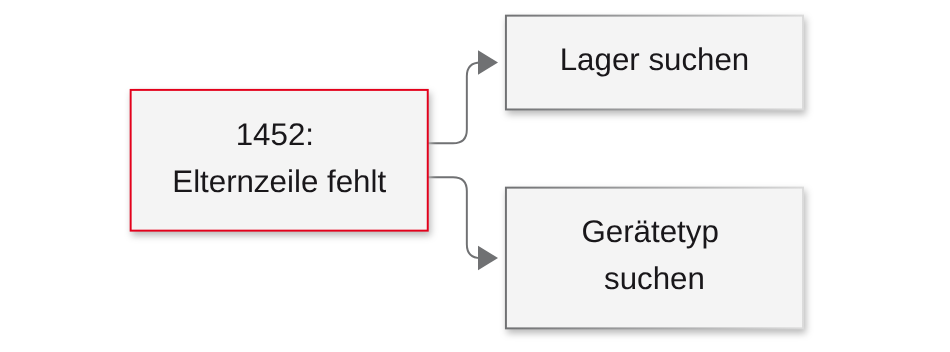 1452:
Elternzeile fehlt
Lager suchen
Gerätetyp
suchen